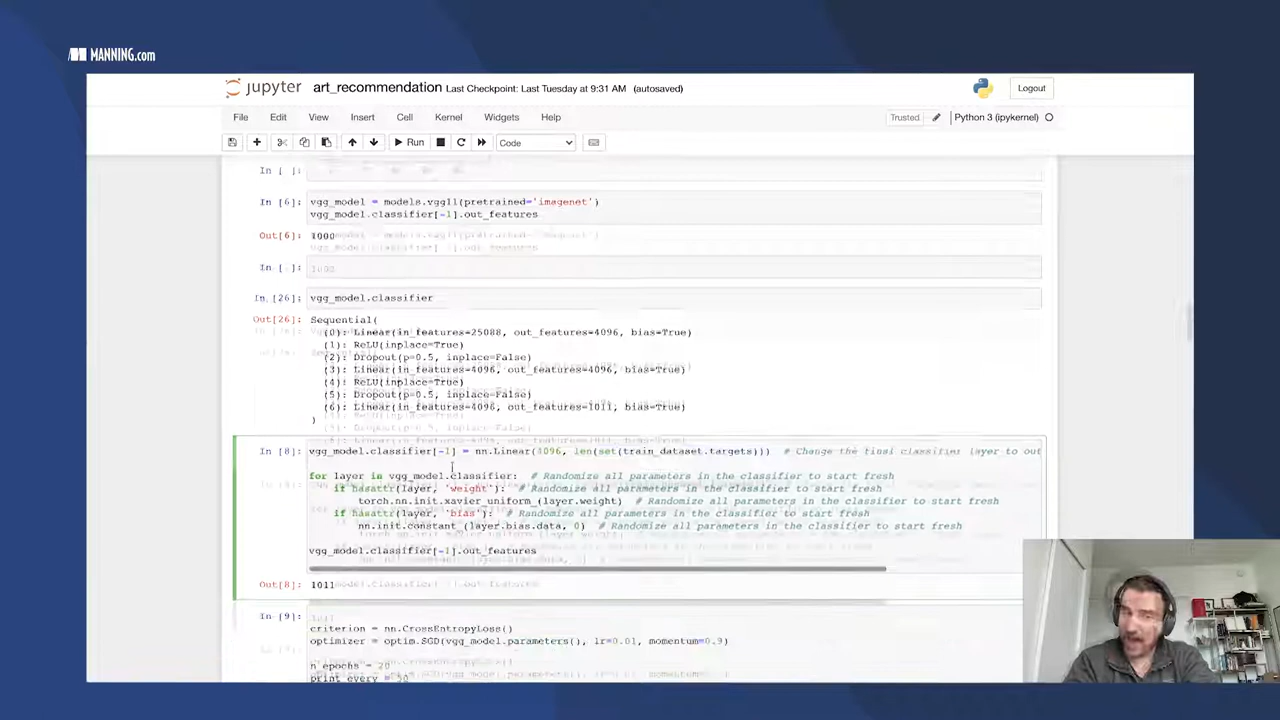 MANNING.com
jupyter art_recommendation Last Checkpoint: Last Tuesday at 9:31 AM (autosaved)
Logout
File Edit View Insert Cell Kernel Widgets Help
Trusted Python 3 (ipykernel)
Run Code
In [ ]:
In [6]: vgg_model = models.vgg11(pretrained='imagenet')
vgg_model.classifier[-1].out_features
Out[6]: 1000
In [ ]:
In [26]: vgg_model.classifier
Out[26]: Sequential(
(0): Linear(in_features=25088, out_features=4096, bias=True)
(1): ReLU(inplace=True)
(2): Dropout(p=0.5, inplace=False)
(3): Linear(in_features=4096, out_features=4096, bias=True)
(4): ReLU(inplace=True)
(5): Dropout(p=0.5, inplace=False)
(6): Linear(in_features=4096, out_features=1011, bias=True)
)
In [8]: vgg_model.classifier[-1] = nn.Linear(4096, len(set(train_dataset.targets))) # Change the final classifier layer to out
for layer in vgg_model.classifier: # Randomize all parameters in the classifier to start fresh
if hasattr(layer, 'weight'): # Randomize all parameters in the classifier to start fresh
torch.nn.init.xavier_uniform_(layer.weight) # Randomize all parameters in the classifier to start fresh
if hasattr(layer, 'bias'): # Randomize all parameters in the classifier to start fresh
nn.init.constant_(layer.bias.data, 0) # Randomize all parameters in the classifier to start fresh
vgg_model.classifier[-1].out_features
Out[8]: 1011
In [9]:
criterion = nn.CrossEntropyLoss()
optimizer = optim.SGD(vgg_model.parameters(), lr=0.01, momentum=0.9)
n_epochs = 20
print_every = 50